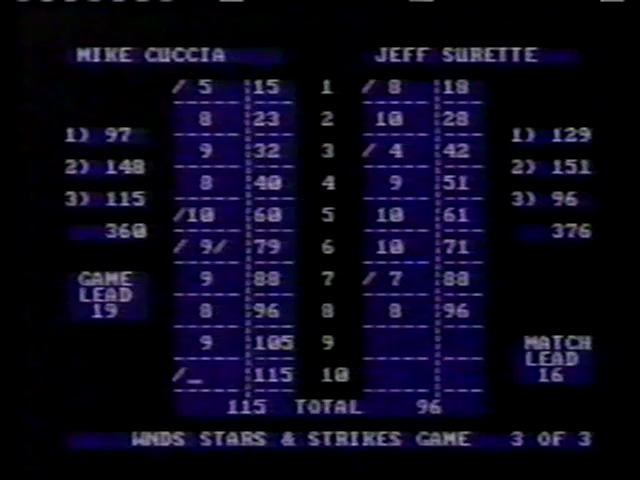 MIKE CUCCIA JEFF SURETTE
/ 5 15 1 / 8 18
8 23 2 10 28
1) 97 9 32 3 / 4 42 1) 129
2) 148 8 40 4 9 51 2) 151
3) 115 /10 60 5 10 61 3) 96
360 / 9/ 79 6 10 71 376
GAME 9 88 7 / 7 88
LEAD
19 8 96 8 8 96
9 105 9 MATCH
LEAD
/_ 115 10 16
115 TOTAL 96
WNDS STARS & STRIKES GAME 3 OF 3